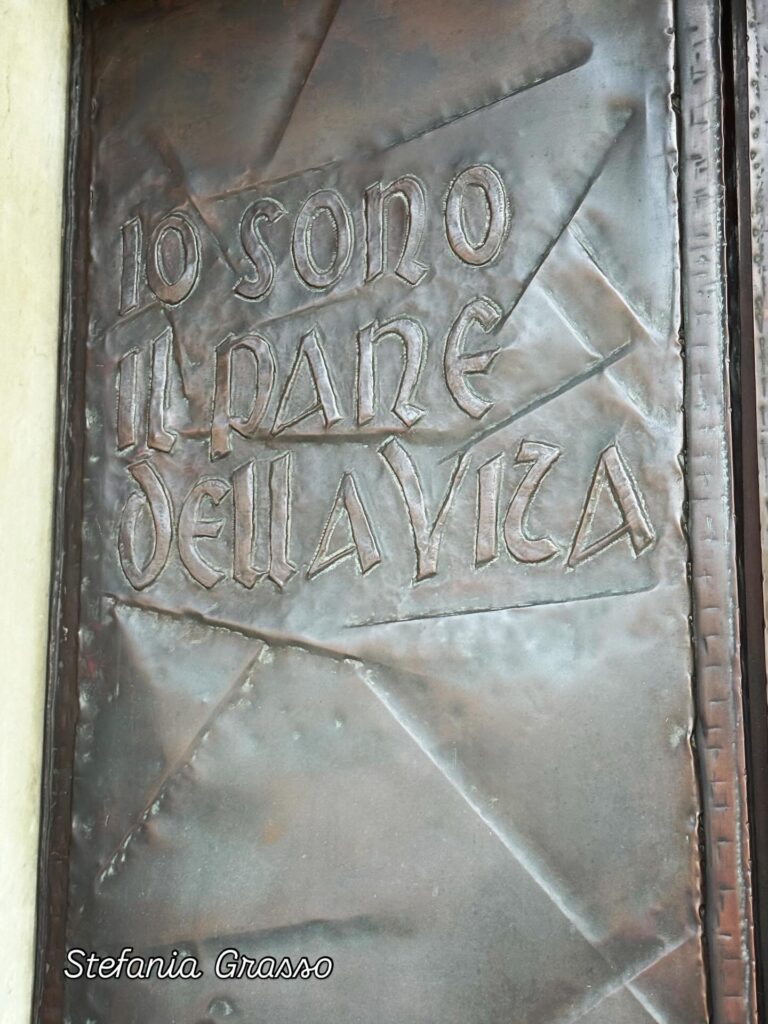 IO SONO
IL PANE
DELLA VITA
Stefania Grasso